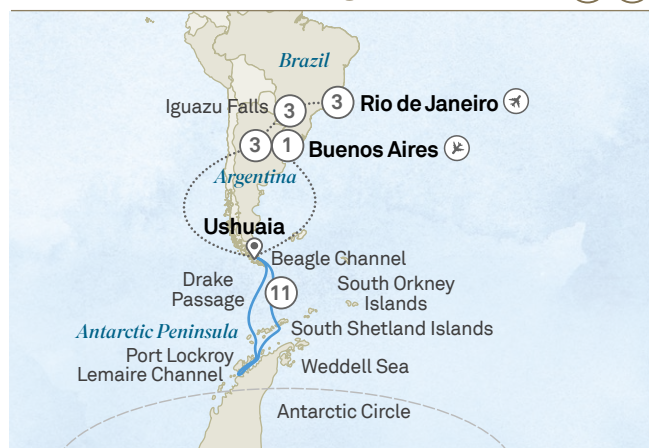 Brazil
Iguazu Falls
3
3
Rio de Janeiro
3
1
Buenos Aires
Argentina
Ushuaia
Beagle Channel
Drake
Passage
11
South Orkney
Islands
Antarctic Peninsula
South Shetland Islands
Port Lockroy
Lemaire Channel
Weddell Sea
Antarctic Circle